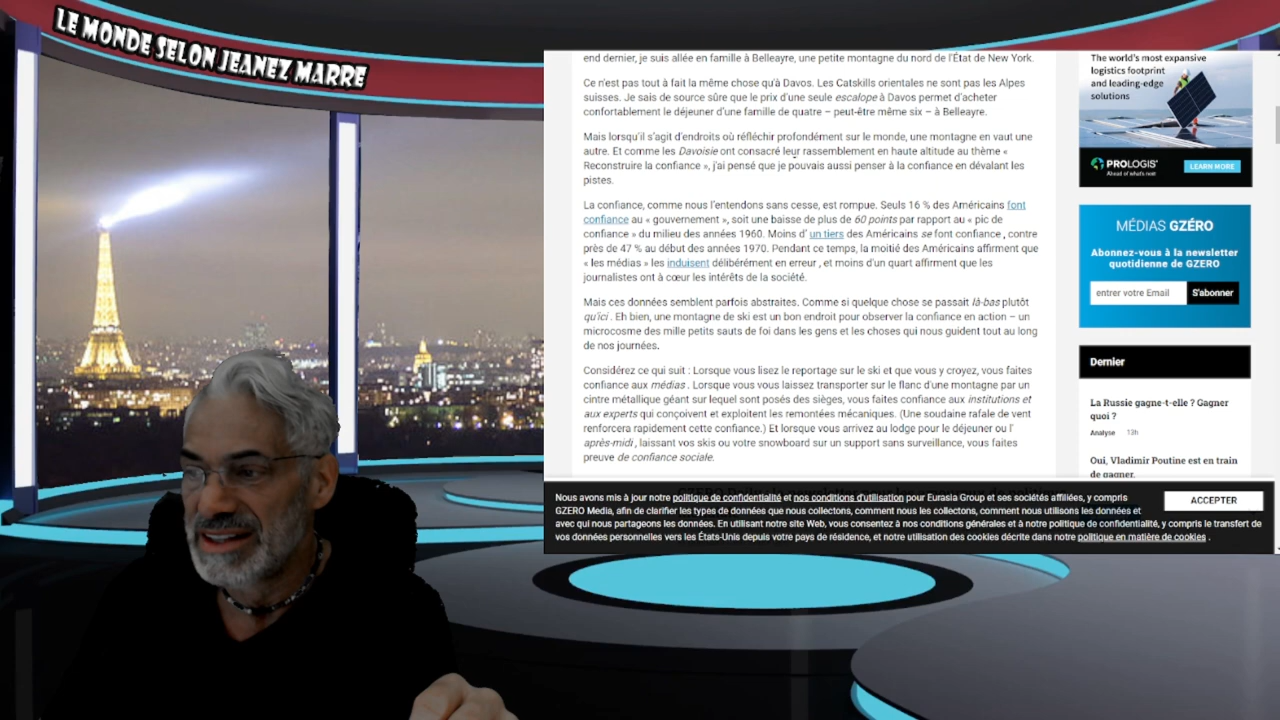 LE MONDE SELON JEANEZ MARRE
end dernier, je suis allée en famille à Belleayre, une petite montagne du nord de l'État de New York.
Ce n'est pas tout à fait la même chose qu'à Davos. Les Catskills orientales ne sont pas les Alpes
suisses. Je sais de source sûre que le prix d'une seule escalope à Davos permet d'acheter
confortablement le déjeuner d'une famille de quatre – peut-être même six – à Belleayre.
Mais lorsqu'il s'agit d'endroits où réfléchir profondément sur le monde, une montagne en vaut une
autre. Et comme les Davoisie ont consacré leur rassemblement en haute altitude au thème «
Reconstruire la confiance », j'ai pensé que je pouvais aussi penser à la confiance en dévalant les
pistes.
La confiance, comme nous l'entendons sans cesse, est rompue. Seuls 16 % des Américains font
confiance au « gouvernement », soit une baisse de plus de 60 points par rapport au « pic de
confiance » du milieu des années 1960. Moins d' un tiers des Américains se font confiance , contre
près de 47 % au début des années 1970. Pendant ce temps, la moitié des Américains affirment que
« les médias » les induisent délibérément en erreur , et moins d'un quart affirment que les
journalistes ont à cœur les intérêts de la société.
Mais ces données semblent parfois abstraites. Comme si quelque chose se passait là-bas plutôt
qu'ici . Eh bien, une montagne de ski est un bon endroit pour observer la confiance en action – un
microcosme des mille petits sauts de foi dans les gens et les choses qui nous guident tout au long
de nos journées.
Considérez ce qui suit : Lorsque vous lisez le reportage sur le ski et que vous y croyez, vous faites
confiance aux médias . Lorsque vous vous laissez transporter sur le flanc d'une montagne par un
cintre métallique géant sur lequel sont posés des sièges, vous faites confiance aux institutions et
aux experts qui conçoivent et exploitent les remontées mécaniques. (Une soudaine rafale de vent
renforcera rapidement cette confiance.) Et lorsque vous arrivez au lodge pour le déjeuner ou l'
après-midi , laissant vos skis ou votre snowboard sur un support sans surveillance, vous faites
preuve de confiance sociale.
The world's most expansive
logistics footprint
and leading-edge
solutions
PROLOGIS
Ahead of what's next
LEARN MORE
MÉDIAS GZÉRO
Abonnez-vous à la newsletter
quotidienne de GZERO
entrer votre Email
S'abonner
Dernier
La Russie gagne-t-elle ? Gagner
quoi ?
Analyse 13h
Oui, Vladimir Poutine est en train
de gagner.
Nous avons mis à jour notre politique de confidentialité et nos conditions d'utilisation pour Eurasia Group et ses sociétés affiliées, y compris
GZERO Media, afin de clarifier les types de données que nous collectons, comment nous les collectons, comment nous utilisons les données et
avec qui nous partageons les données. En utilisant notre site Web, vous consentez à nos conditions générales et à notre politique de confidentialité, y compris le transfert de
vos données personnelles vers les États-Unis depuis votre pays de résidence, et notre utilisation des cookies décrite dans notre politique en matière de cookies .
ACCEPTER